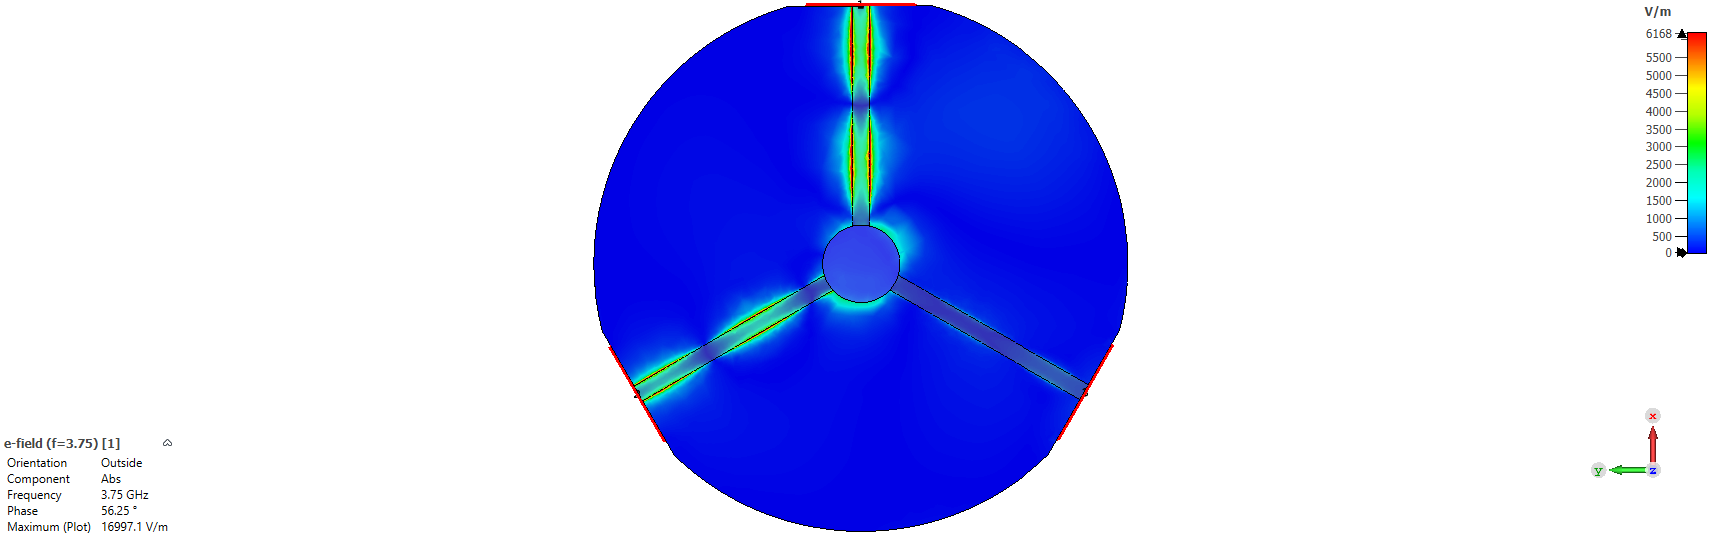 1
V/m
6168
5500
5000
4500
4000
3500
3000
2500
2000
1500
1000
500
0
x
y
z
e-field (f=3.75) [1]
Orientation Outside
Component Abs
Frequency 3.75 GHz
Phase 56.25 °
Maximum (Plot) 16997.1 V/m